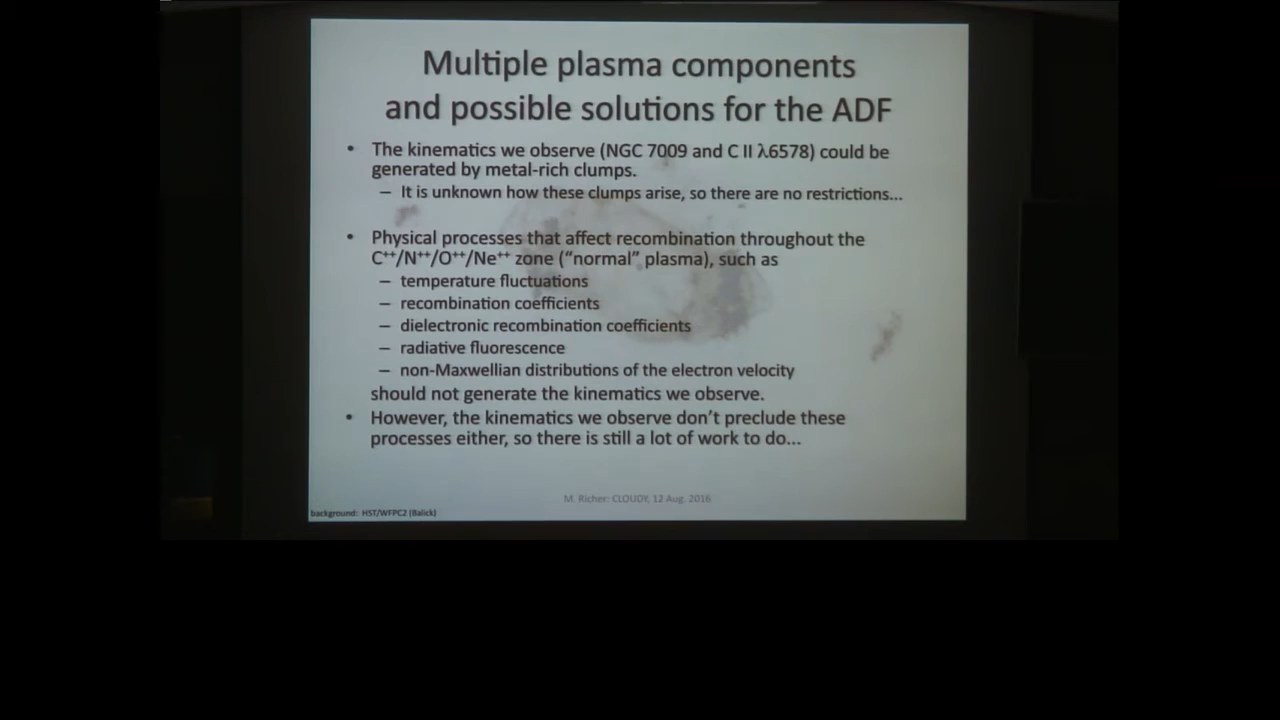 Multiple plasma components
and possible solutions for the ADF
• The kinematics we observe (NGC 7009 and C II λ6578) could be
generated by metal-rich clumps.
– It is unknown how these clumps arise, so there are no restrictions...
• Physical processes that affect recombination throughout the
C⁺⁺/N⁺⁺/O⁺⁺/Ne⁺⁺ zone (“normal” plasma), such as
– temperature fluctuations
– recombination coefficients
– dielectronic recombination coefficients
– radiative fluorescence
– non-Maxwellian distributions of the electron velocity
should not generate the kinematics we observe.
• However, the kinematics we observe don’t preclude these
processes either, so there is still a lot of work to do...
M. Richer: CLOUDY, 12 Aug. 2016
background: HST/WFPC2 (Balick)